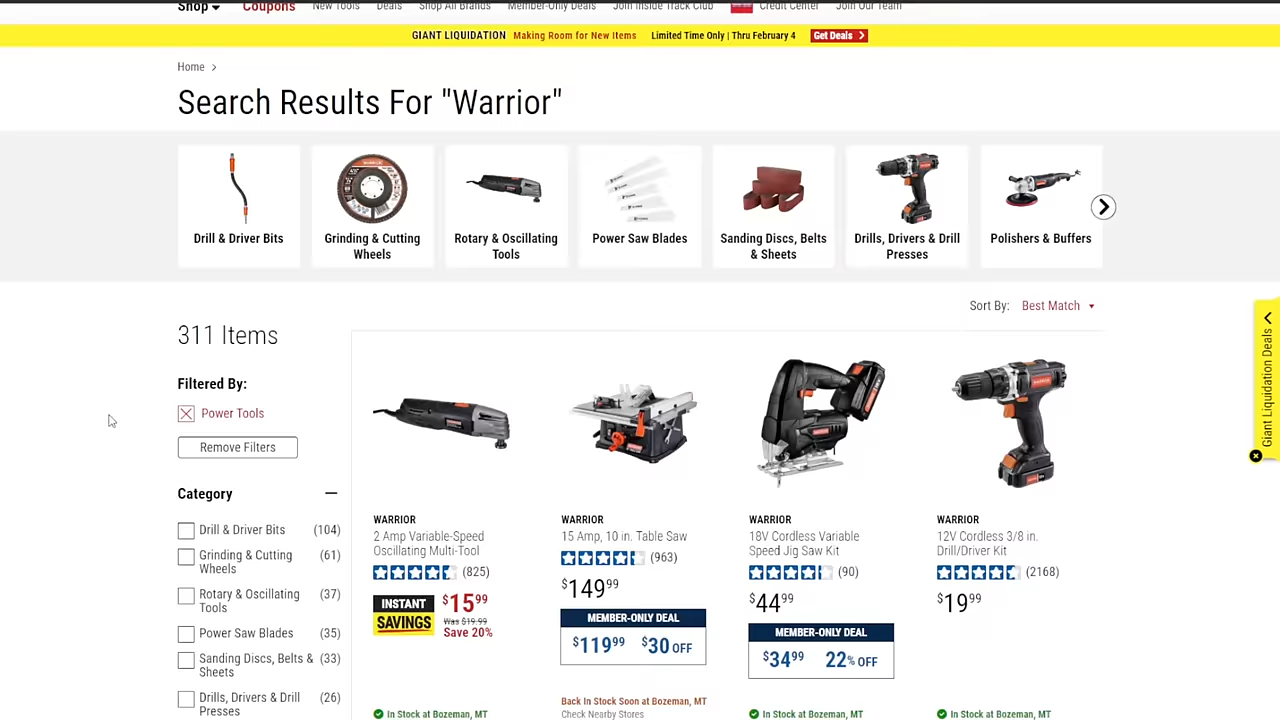 Shop Coupons New Tools Deals Shop All Brands Member-Only Deals Join Inside Track Club Credit Center Join Our Team
GIANT LIQUIDATION Making Room for New Items Limited Time Only | Thru February 4 Get Deals
Home
Search Results For "Warrior"
Drill & Driver Bits
Grinding & Cutting
Wheels
Rotary & Oscillating
Tools
Power Saw Blades
Sanding Discs, Belts
& Sheets
Drills, Drivers & Drill
Presses
Polishers & Buffers
Sort By: Best Match
Giant Liquidation Deals
311 Items
Filtered By:
Power Tools
Remove Filters
Category
Drill & Driver Bits (104)
Grinding & Cutting (61)
Wheels
Rotary & Oscillating (37)
Tools
Power Saw Blades (35)
Sanding Discs, Belts & (33)
Sheets
Drills, Drivers & Drill (26)
Presses
WARRIOR
2 Amp Variable-Speed
Oscillating Multi-Tool
(825)
INSTANT
SAVINGS
$15.99
Was $19.99
Save 20%
In Stock at Bozeman, MT
WARRIOR
15 Amp, 10 in. Table Saw
(963)
$149.99
MEMBER-ONLY DEAL
$119.99 $30 OFF
Back In Stock Soon at Bozeman, MT
Check Nearby Stores
WARRIOR
18V Cordless Variable
Speed Jig Saw Kit
(90)
$44.99
MEMBER-ONLY DEAL
$34.99 22% OFF
In Stock at Bozeman, MT
WARRIOR
12V Cordless 3/8 in.
Drill/Driver Kit
(2168)
$19.99
In Stock at Bozeman, MT